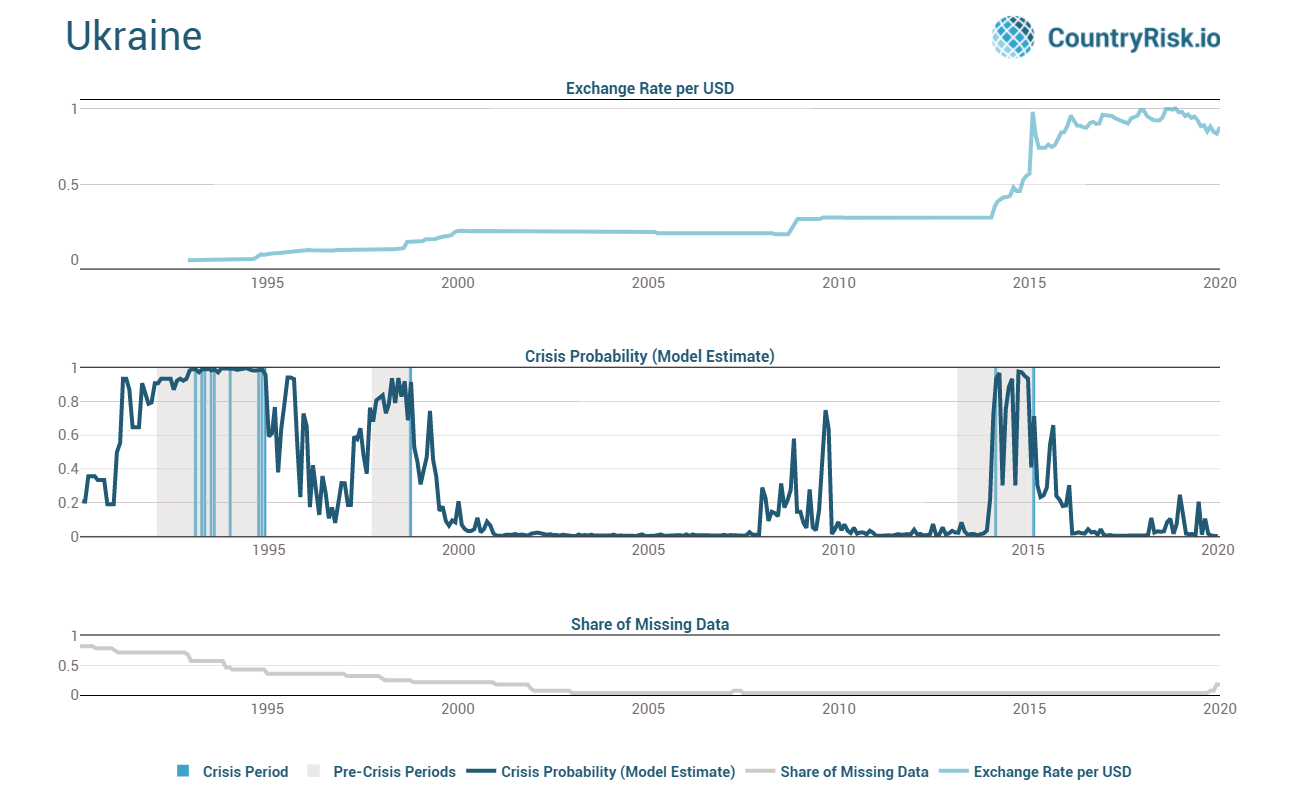 Ukraine
CountryRisk.io
Exchange Rate per USD
1
0.5
0
1995 2000 2005 2010 2015 2020
Crisis Probability (Model Estimate)
1
0.8
0.6
0.4
0.2
0
1995 2000 2005 2010 2015 2020
Share of Missing Data
1
0.5
0
1995 2000 2005 2010 2015 2020
Crisis Period Pre-Crisis Periods Crisis Probability (Model Estimate) Share of Missing Data Exchange Rate per USD